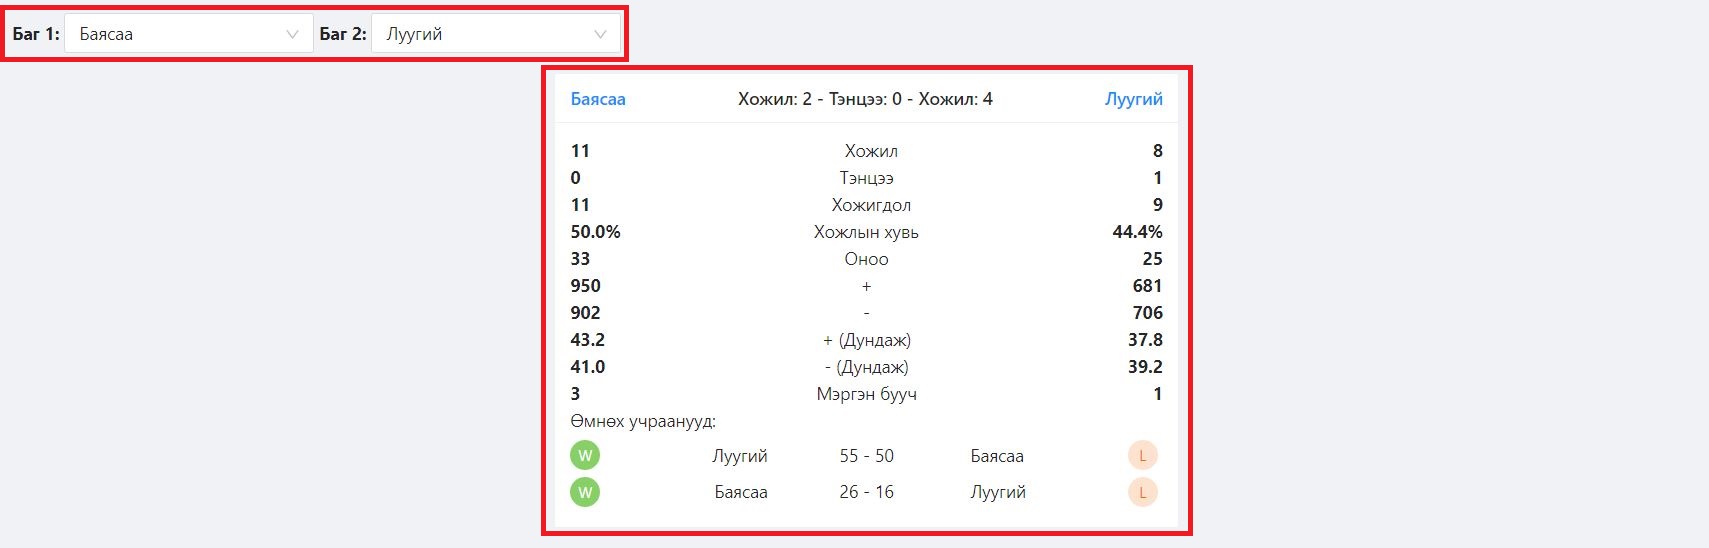 Баг 1: Баясаа Баг 2: Луугий
Баясаа Хожил: 2 - Тэнцээ: 0 - Хожил: 4 Луугий
11 Хожил 8
0 Тэнцээ 1
11 Хожигдол 9
50.0% Хожлын хувь 44.4%
33 Оноо 25
950 + 681
902 - 706
43.2 + (Дундаж) 37.8
41.0 - (Дундаж) 39.2
3 Мэргэн бууч 1
Өмнөх учраанууд:
W Луугий 55 - 50 Баясаа L
W Баясаа 26 - 16 Луугий L